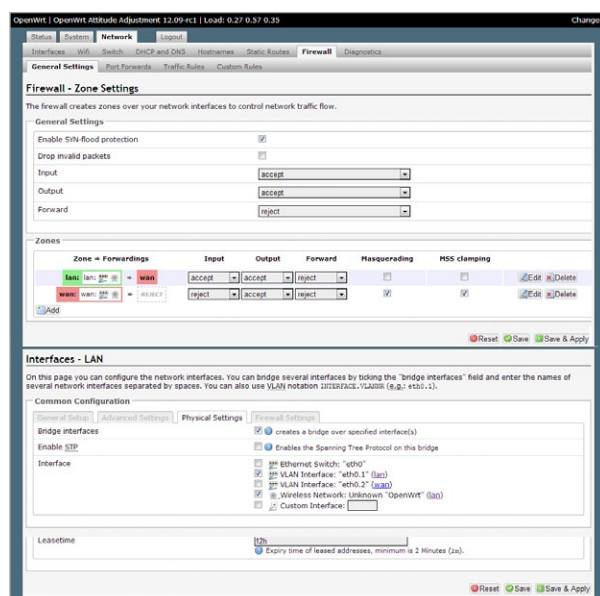 OpenWrt | OpenWrt Attitude Adjustment 12.09-rc1 | Load: 0.27 0.57 0.35 Change
Status System Network Logout
Interfaces Wifi Switch DHCP and DNS Hostnames Static Routes Firewall Diagnostics
General Settings Port Forwards Traffic Rules Custom Rules
Firewall - Zone Settings
The firewall creates zones over your network interfaces to control network traffic flow.
General Settings
Enable SYN-flood protection
Drop invalid packets
Input accept
Output accept
Forward reject
Zones
Zone ⇒ Forwardings Input Output Forward Masquerading MSS clamping
lan: lan: ⇒ wan accept accept reject Edit Delete
wan: wan: ⇒ REJECT reject accept reject Edit Delete
Add
Reset Save Save & Apply
Interfaces - LAN
On this page you can configure the network interfaces. You can bridge several interfaces by ticking the "bridge interfaces" field and enter the names of
several network interfaces separated by spaces. You can also use VLAN notation INTERFACE.VLANNR (e.g.: eth0.1).
Common Configuration
General Setup Advanced Settings Physical Settings Firewall Settings
Bridge interfaces creates a bridge over specified interface(s)
Enable STP Enables the Spanning Tree Protocol on this bridge
Interface Ethernet Switch: "eth0"
VLAN Interface: "eth0.1" (lan)
VLAN Interface: "eth0.2" (wan)
Wireless Network: Unknown "OpenWrt" (lan)
Custom Interface:
Leasetime 12h
Expiry time of leased addresses, minimum is 2 Minutes (2m).
Reset Save Save & Apply